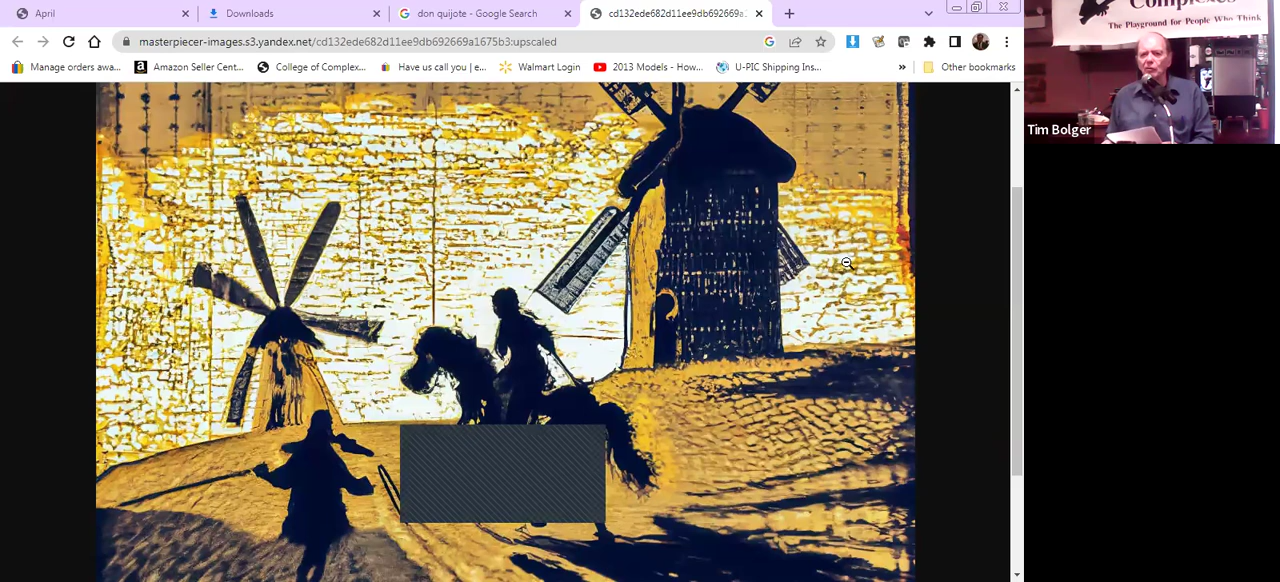 April
Downloads
don quijote - Google Search
cd132ede682d11ee9db692669a1
masterpiecer-images.s3.yandex.net/cd132ede682d11ee9db692669a1675b3:upscaled
Manage orders awa...
Amazon Seller Cent...
College of Complex...
Have us call you | e...
Walmart Login
2013 Models - How...
U-PIC Shipping Ins...
»
Other bookmarks
Complexes
The Playground for People Who Think
Tim Bolger